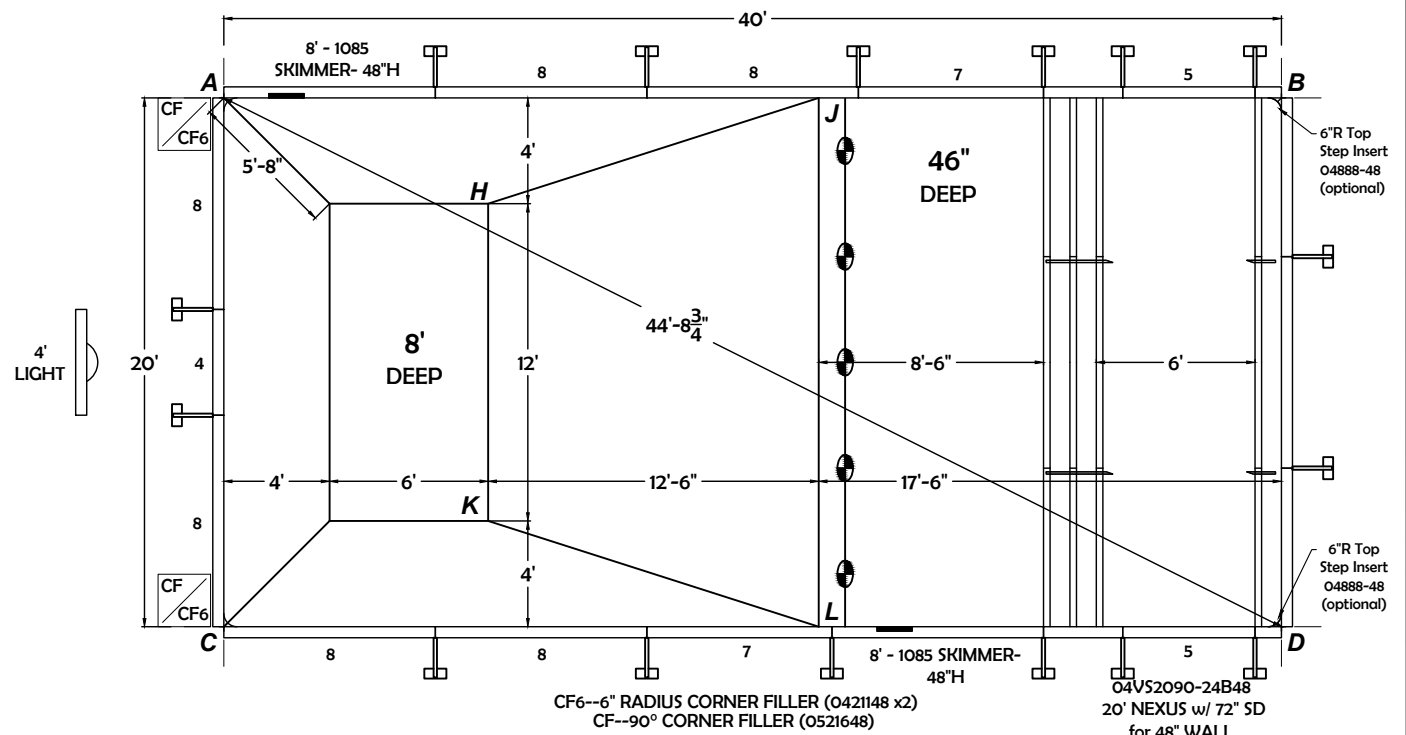 40'
8' - 1085
SKIMMER- 48"H
8
8
7
5
A
B
CF
CF6
J
6"R Top
Step Insert
04888-48
(optional)
4'
5'-8"
46"
DEEP
H
8
44'-8 3/4"
8'
DEEP
4'
LIGHT
20'
4
12'
8'-6"
6'
4'
6'
12'-6"
17'-6"
K
8
4'
6"R Top
Step Insert
04888-48
(optional)
CF
CF6
L
C
D
8
8
7
8' - 1085 SKIMMER-
48"H
5
CF6--6" RADIUS CORNER FILLER (0421148 x2)
CF--90° CORNER FILLER (0521648)
04VS2090-24B48
20' NEXUS w/ 72" SD
for 48" WALL